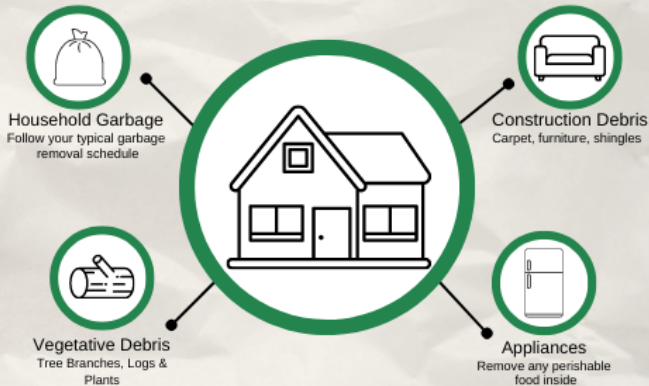 Household Garbage
Follow your typical garbage
removal schedule
Construction Debris
Carpet, furniture, shingles
Vegetative Debris
Tree Branches, Logs &
Plants
Appliances
Remove any perishable
food inside